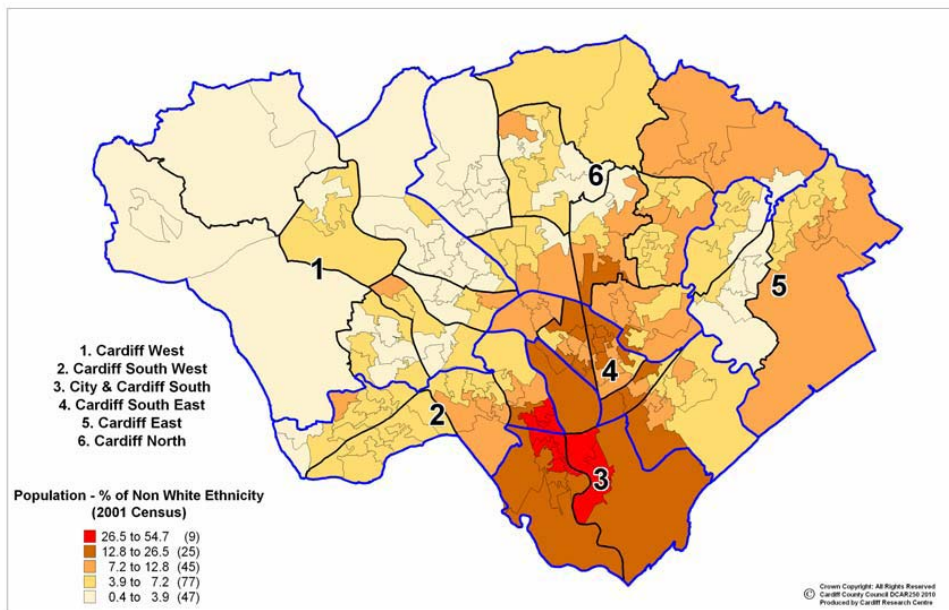 1
2
3
4
5
6
1. Cardiff West
2. Cardiff South West
3. City & Cardiff South
4. Cardiff South East
5. Cardiff East
6. Cardiff North
Population - % of Non White Ethnicity
(2001 Census)
26.5 to 54.7 (9)
12.8 to 26.5 (25)
7.2 to 12.8 (45)
3.9 to 7.2 (77)
0.4 to 3.9 (47)
© Crown Copyright: All Rights Reserved
Cardiff County Council DCAR250 2010
Produced by Cardiff Research Centre